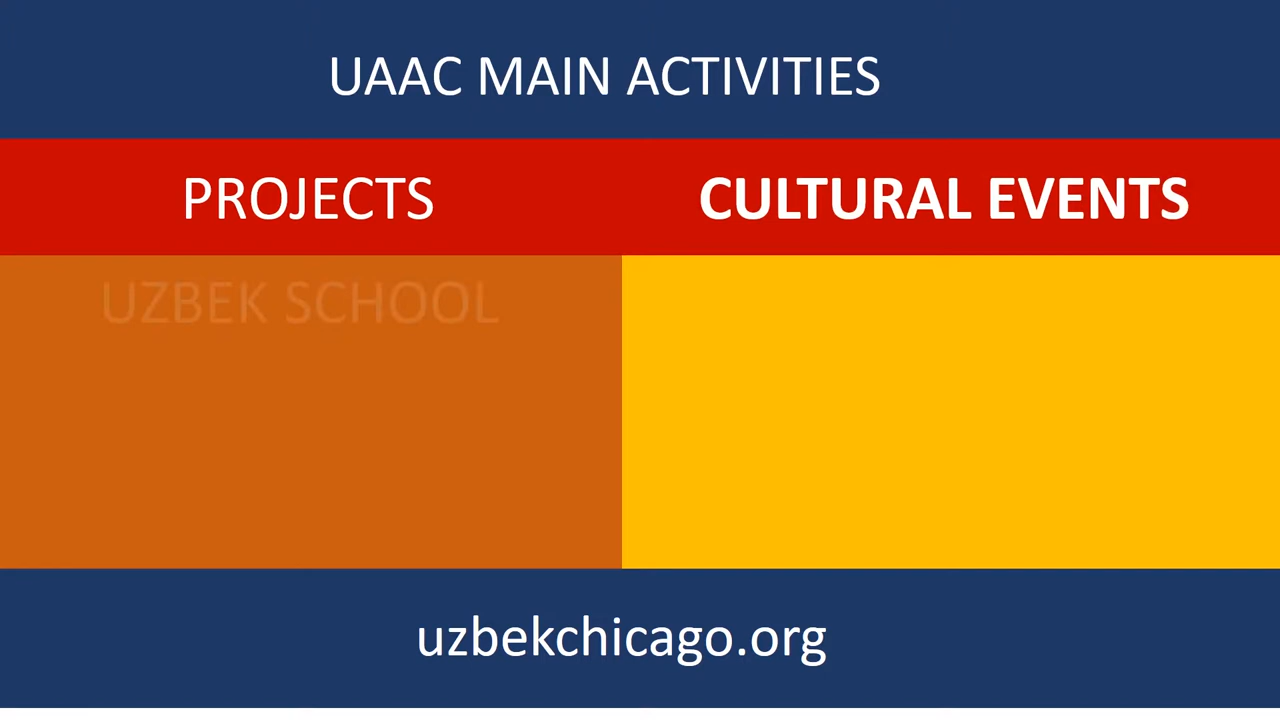 UAAC MAIN ACTIVITIES
PROJECTS
CULTURAL EVENTS
UZBEK SCHOOL
uzbekchicago.org